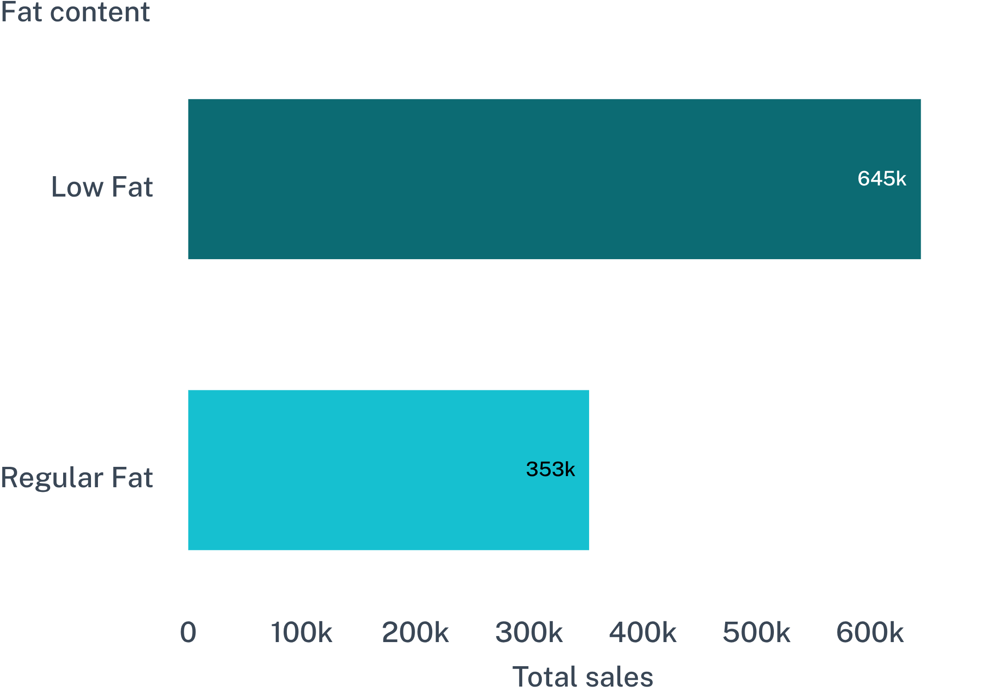 Fat content
Low Fat
645k
Regular Fat
353k
0 100k 200k 300k 400k 500k 600k
Total sales